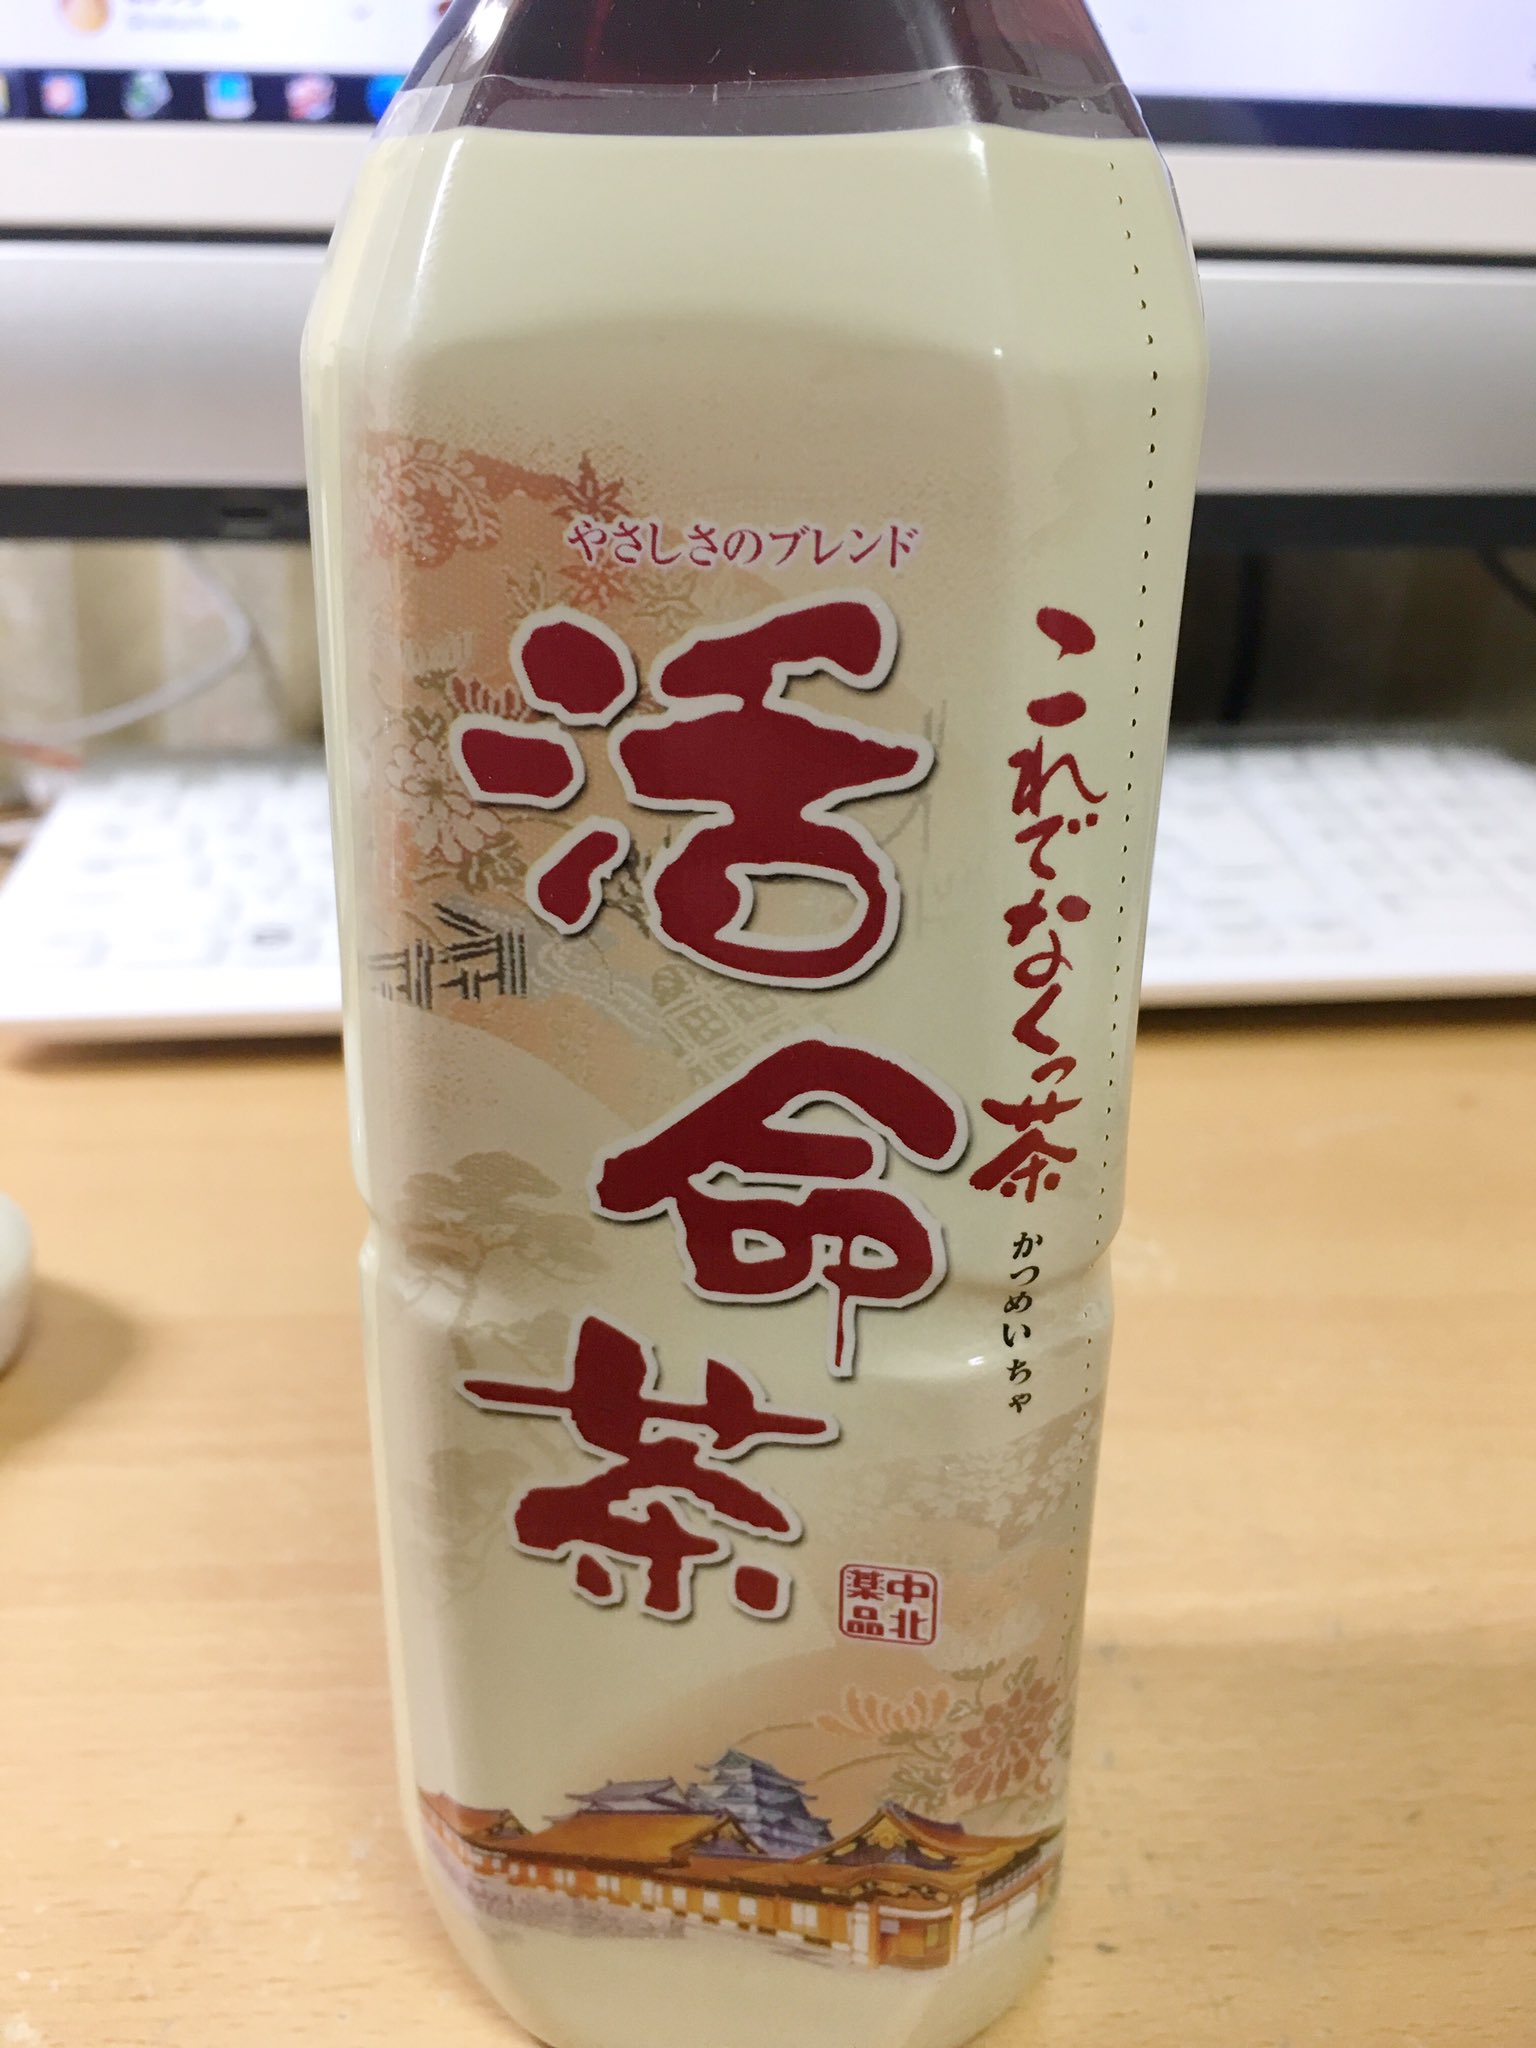 やさしさのブレンド
活命茶
これでなくっ茶
かつめいちゃ
中北
薬品